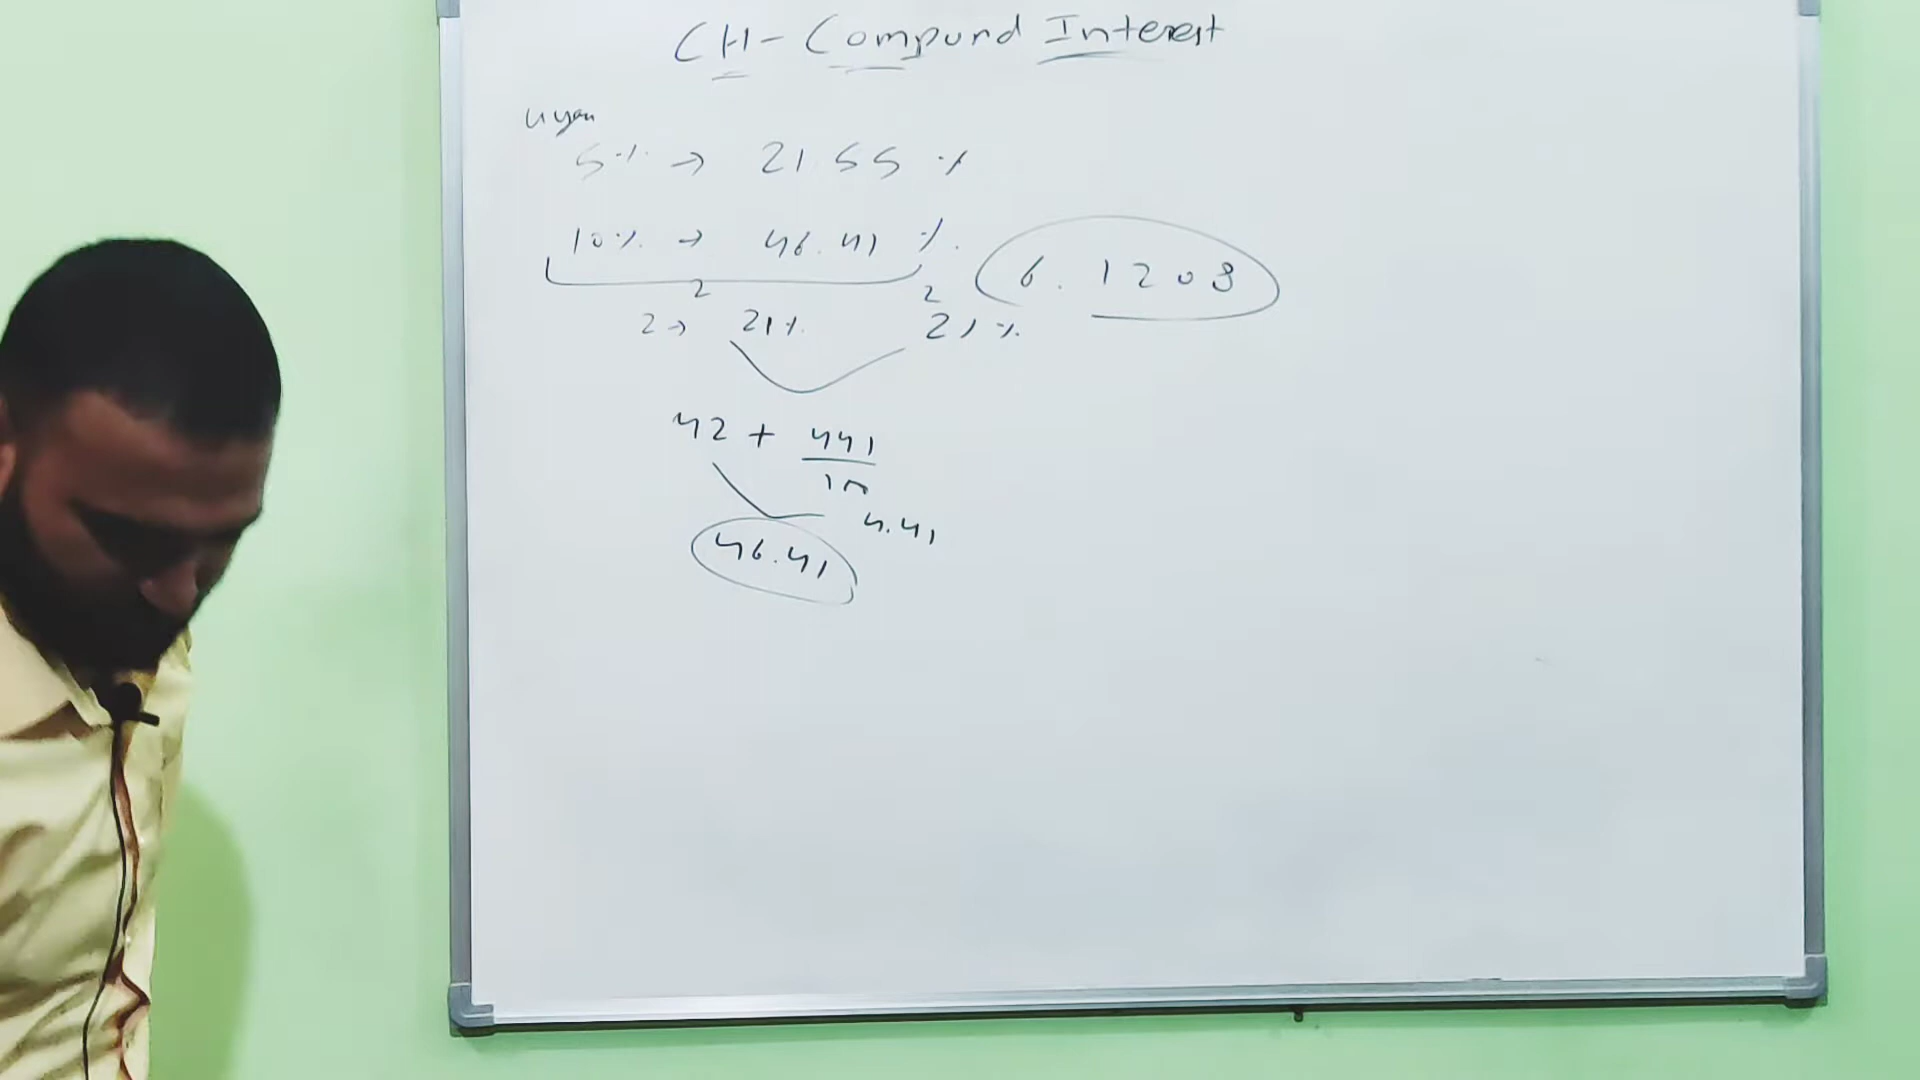 CH- Compund Interest
4 year
5% → 21.55 %
10% → 46.41 %.
6.1208
2 2
2 → 21% 21%
42 + 441/100
4.41
46.41